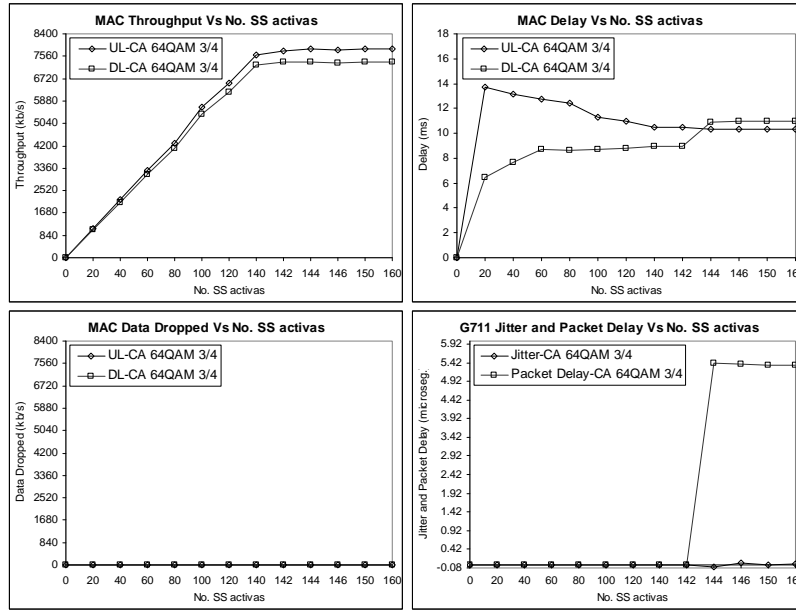 MAC Throughput Vs No. SS activas
UL-CA 64QAM 3/4
DL-CA 64QAM 3/4
Throughput (kb/s)
8400
7560
6720
5880
5040
4200
3360
2520
1680
840
0
0 20 40 60 80 100 120 140 142 144 146 150 160
No. SS activas
MAC Delay Vs No. SS activas
UL-CA 64QAM 3/4
DL-CA 64QAM 3/4
Delay (ms)
18
16
14
12
10
8
6
4
2
0
0 20 40 60 80 100 120 140 142 144 146 150 16
No. SS activas
MAC Data Dropped Vs No. SS activas
UL-CA 64QAM 3/4
DL-CA 64QAM 3/4
Data Dropped (kb/s)
8400
7560
6720
5880
5040
4200
3360
2520
1680
840
0
0 20 40 60 80 100 120 140 142 144 146 150 160
No. SS activas
G711 Jitter and Packet Delay Vs No. SS activas
Jitter-CA 64QAM 3/4
Packet Delay-CA 64QAM 3/4
Jitter and Packet Delay (microseg.
5.92
5.42
4.92
4.42
3.92
3.42
2.92
2.42
1.92
1.42
0.92
0.42
-0.08
0 20 40 60 80 100 120 140 142 144 146 150 160
No. SS activas